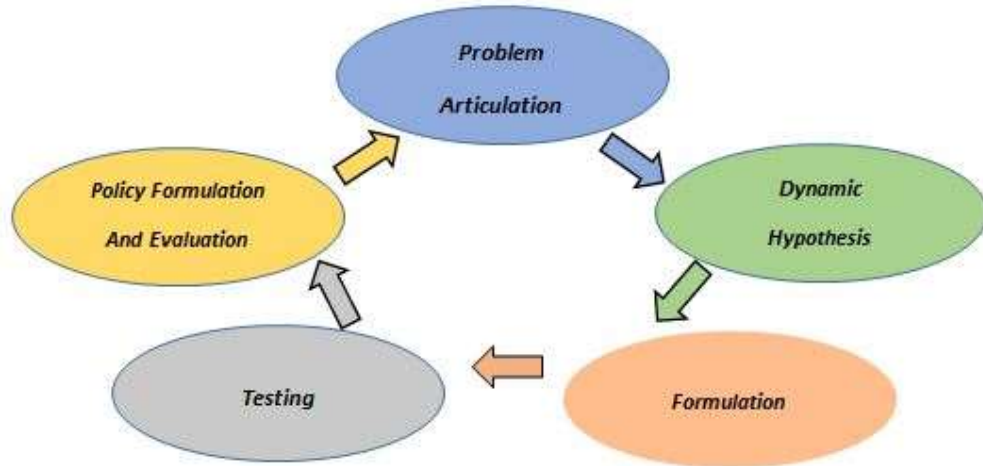 Problem
Articulation
Dynamic
Hypothesis
Formulation
Testing
Policy Formulation
And Evaluation